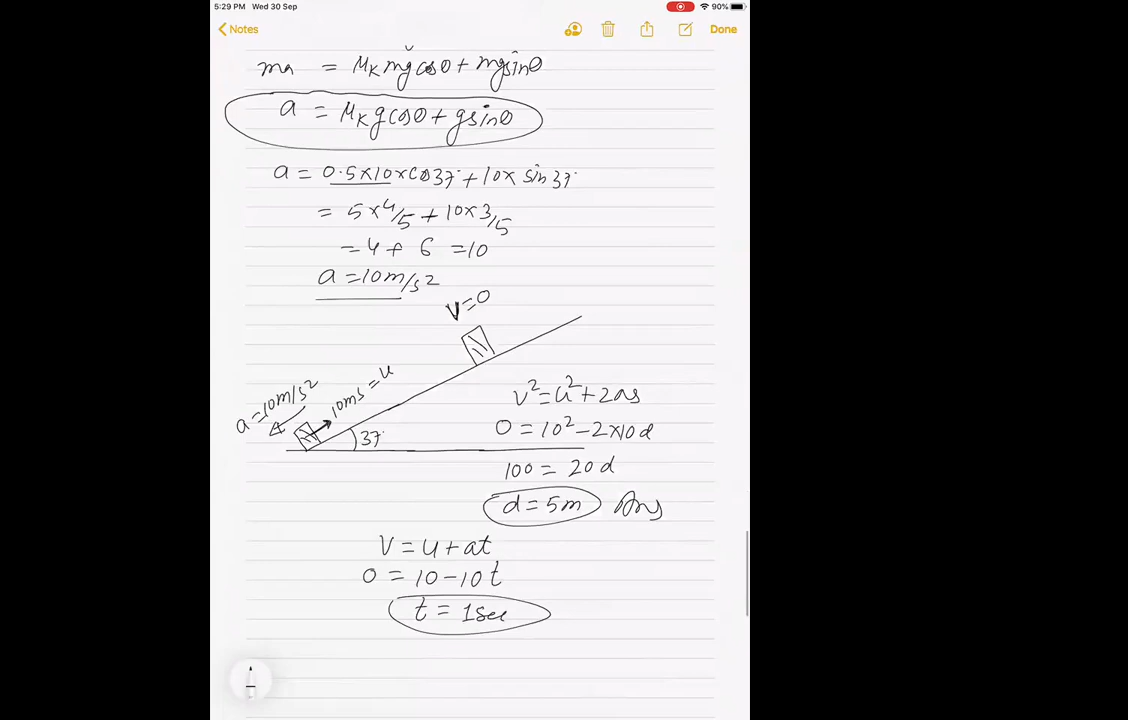 5:29 PM Wed 30 Sep 90%
Notes Done
ma = μk mg cosθ + mg sinθ
a = μk g cosθ + g sinθ
a = 0.5×10×cos37° + 10× sin37°
= 5×4/5 + 10×3/5
= 4 + 6 = 10
a = 10m/s²
V=0
a=10m/s²
10ms = u
37°
v² = u² + 2as
0 = 10² - 2×10d
100 = 20d
d = 5m Ans
V = u + at
0 = 10 - 10t
t = 1sec